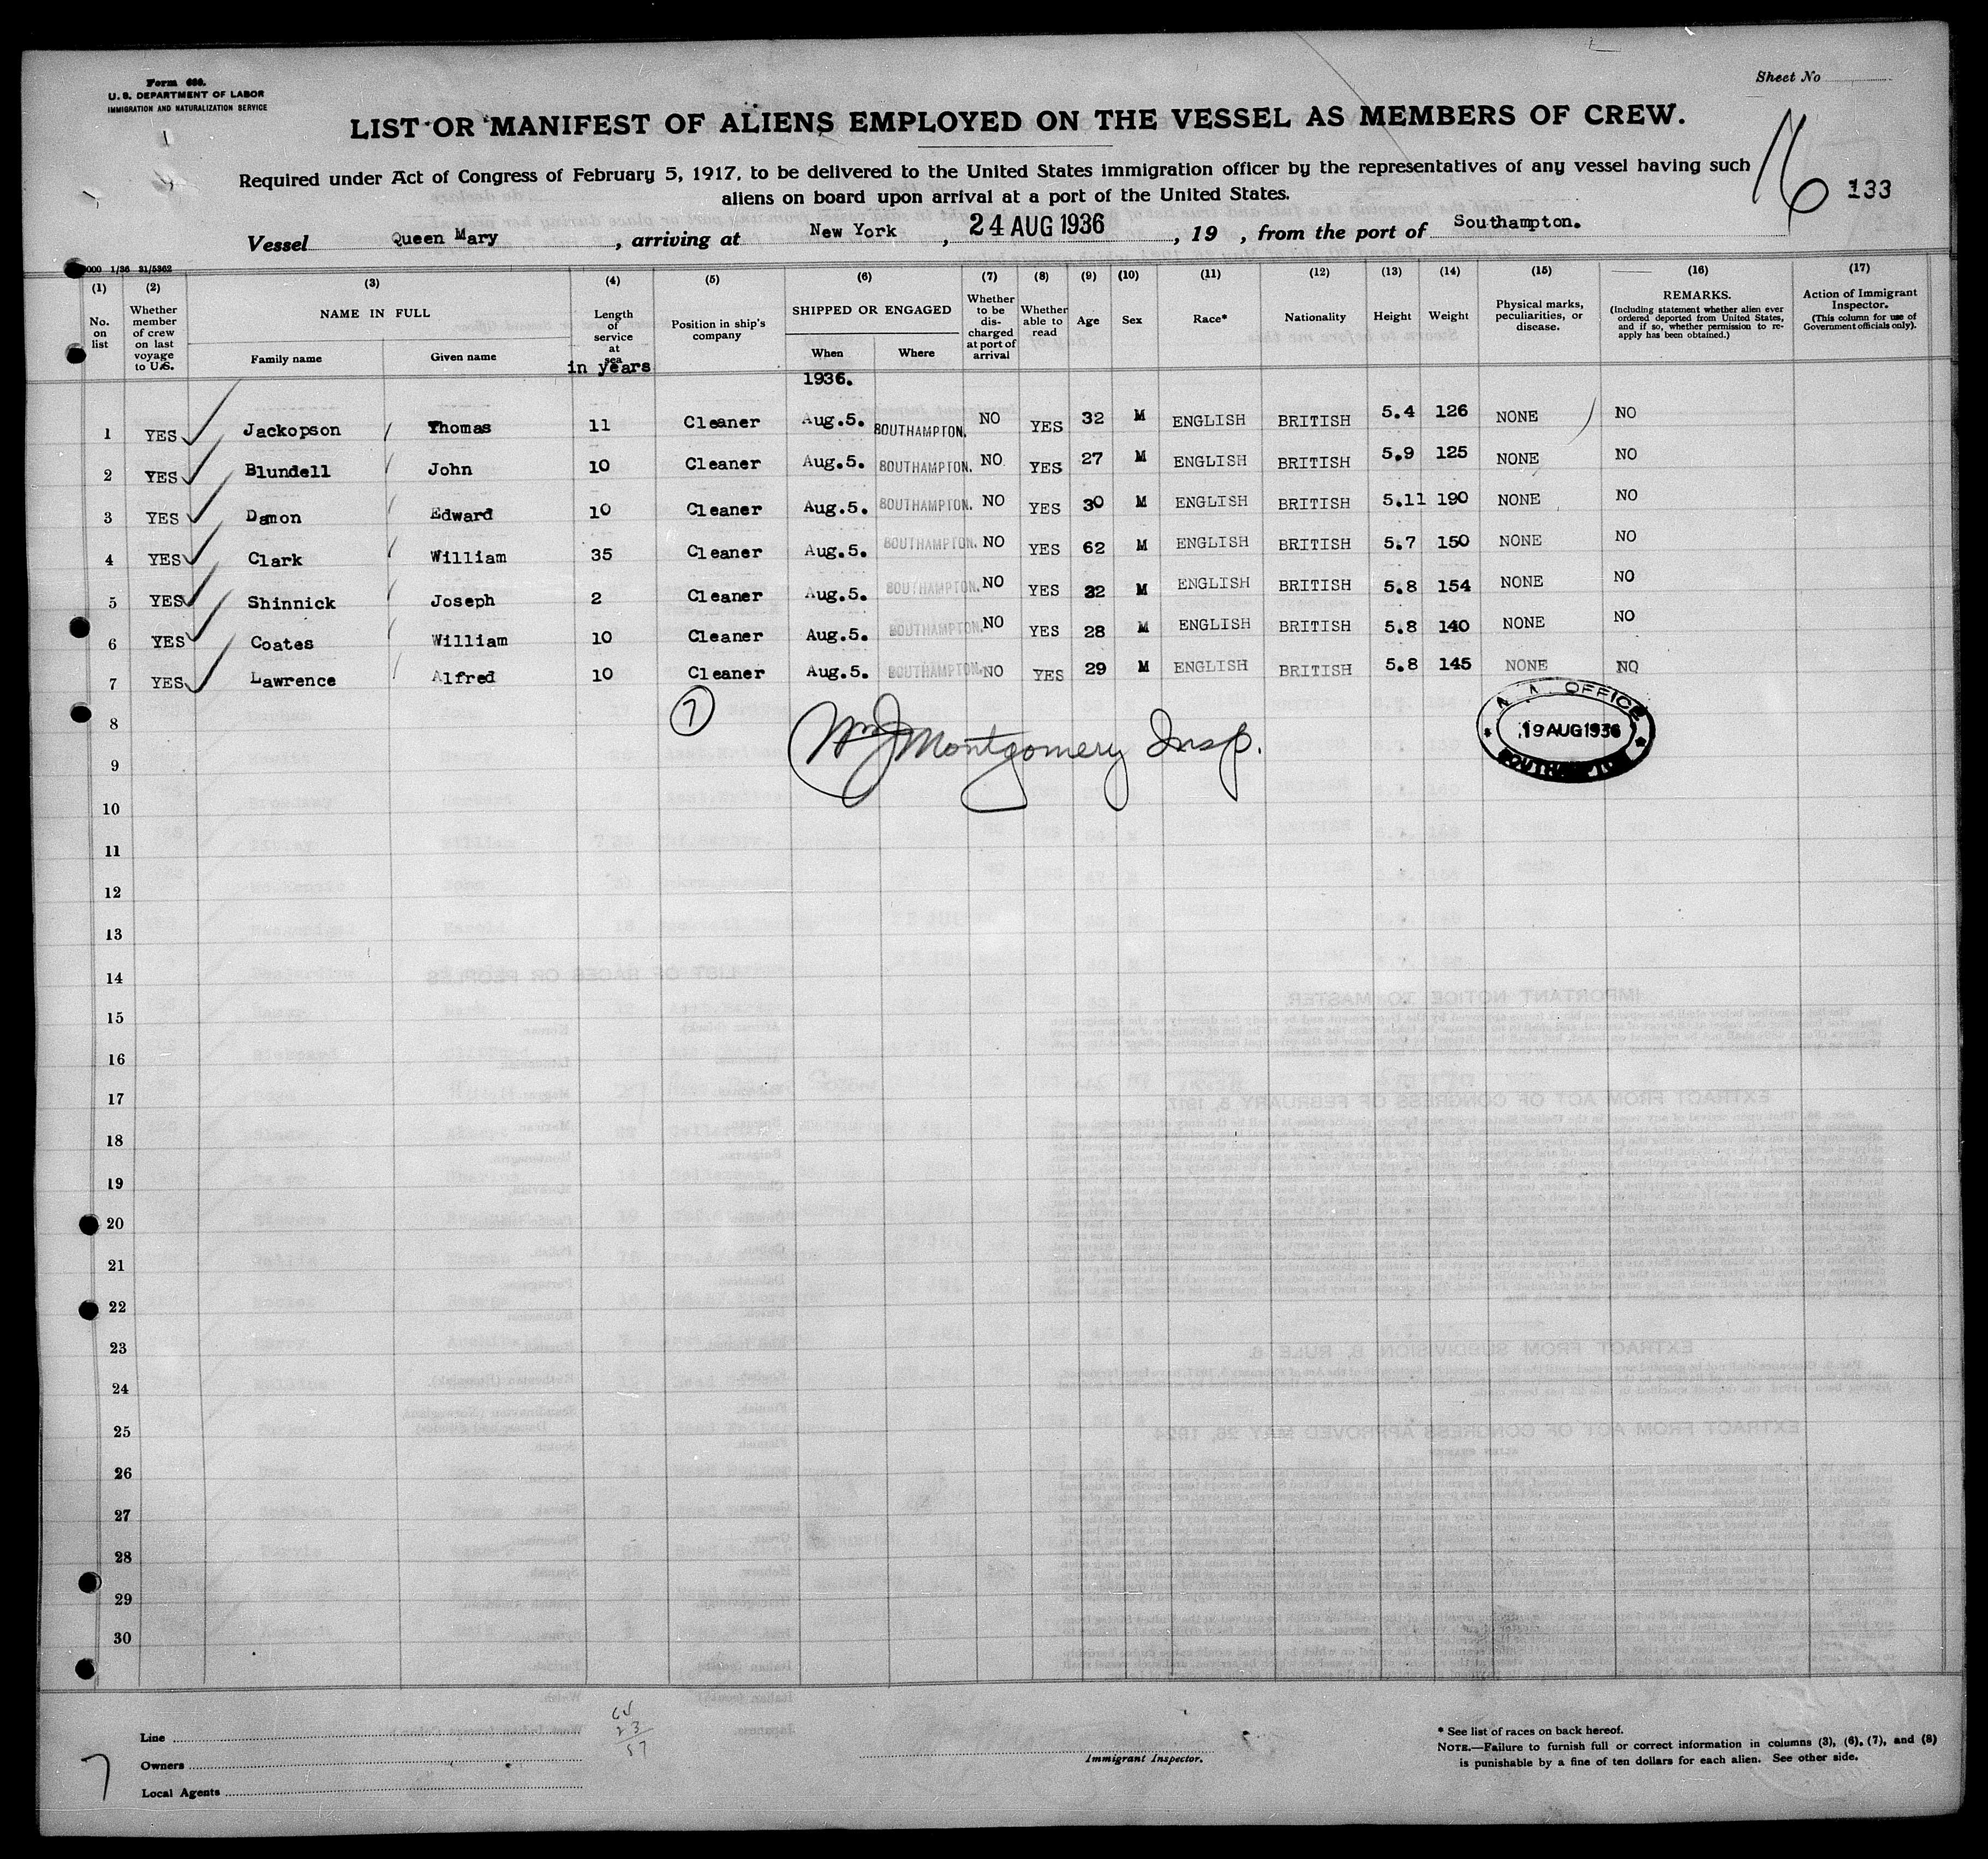 Form 680.
U. S. DEPARTMENT OF LABOR
IMMIGRATION AND NATURALIZATION SERVICE
Sheet No
LIST OR MANIFEST OF ALIENS EMPLOYED ON THE VESSEL AS MEMBERS OF CREW.
Required under Act of Congress of February 5, 1917, to be delivered to the United States immigration officer by the representatives of any vessel having such
aliens on board upon arrival at a port of the United States.
16 133
Vessel Queen Mary, arriving at New York, 24 AUG 1936, 19 , from the port of Southampton.
000 1/36 31/5362
(1) (2) (3) (4) (5) (6) (7) (8) (9) (10) (11) (12) (13) (14) (15) (16) (17)
No. on list
Whether member of crew on last voyage to U.S.
NAME IN FULL
Family name Given name
Length of service at sea in years
Position in ship's company
SHIPPED OR ENGAGED
When Where
Whether to be discharged at port of arrival
Whether able to read
Age
Sex
Race*
Nationality
Height
Weight
Physical marks, peculiarities, or disease.
REMARKS.
(Including statement whether alien ever ordered deported from United States, and if so, whether permission to re-apply has been obtained.)
Action of Immigrant Inspector.
(This column for use of Government officials only).
1936.
1 YES Jackopson Thomas 11 Cleaner Aug.5. SOUTHAMPTON. NO YES 32 M ENGLISH BRITISH 5.4 126 NONE NO
2 YES Blundell John 10 Cleaner Aug.5. SOUTHAMPTON. NO YES 27 M ENGLISH BRITISH 5.9 125 NONE NO
3 YES Damon Edward 10 Cleaner Aug.5. SOUTHAMPTON. NO YES 30 M ENGLISH BRITISH 5.11 190 NONE NO
4 YES Clark William 35 Cleaner Aug.5. SOUTHAMPTON. NO YES 62 M ENGLISH BRITISH 5.7 150 NONE NO
5 YES Shinnick Joseph 2 Cleaner Aug.5. SOUTHAMPTON. NO YES 32 M ENGLISH BRITISH 5.8 154 NONE NO
6 YES Coates William 10 Cleaner Aug.5. SOUTHAMPTON. NO YES 28 M ENGLISH BRITISH 5.8 140 NONE NO
7 YES Lawrence Alfred 10 Cleaner Aug.5. SOUTHAMPTON. NO YES 29 M ENGLISH BRITISH 5.8 145 NONE NO
7
Wm J Montgomery Insp.
OFFICE
19 AUG 1936
8
9
10
11
12
13
14
15
16
17
18
19
20
21
22
23
24
25
26
27
28
29
30
Line
Owners
Local Agents
7
23
57
Immigrant Inspector.
* See list of races on back hereof.
NOTE.—Failure to furnish full or correct information in columns (3), (6), (7), and (8)
is punishable by a fine of ten dollars for each alien. See other side.